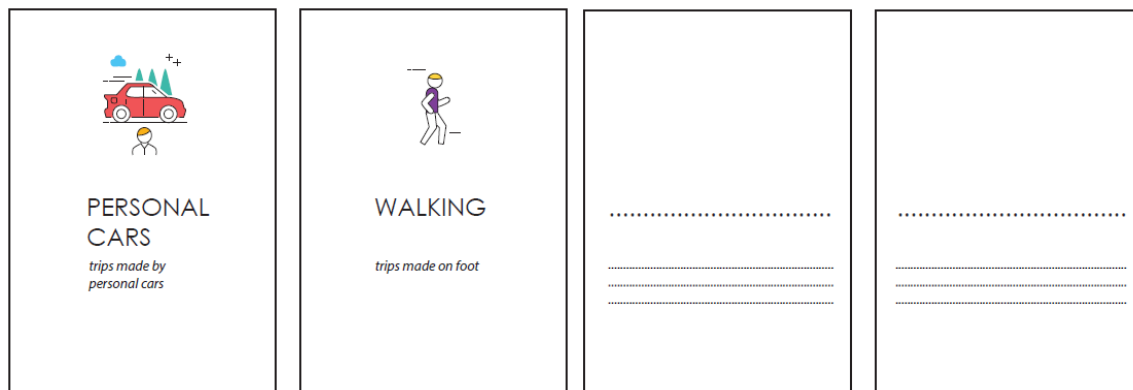 PERSONAL
CARS
trips made by
personal cars
WALKING
trips made on foot